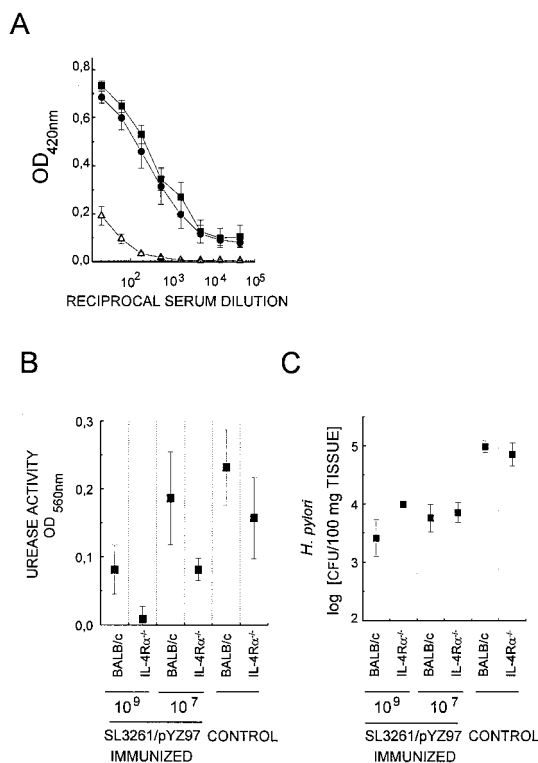 A
0,8
0,6
0,4
0,2
0,0
OD420nm
10² 10³ 10⁴ 10⁵
RECIPROCAL SERUM DILUTION
B
0,3
0,2
0,1
0,0
UREASE ACTIVITY
OD 560nm
BALB/c
IL-4Rα-/-
BALB/c
IL-4Rα-/-
BALB/c
IL-4Rα-/-
10⁹ 10⁷
SL3261/pYZ97 CONTROL
IMMUNIZED
C
5
4
3
2
H. pylori
log [CFU/100 mg TISSUE]
BALB/c
IL-4Rα-/-
BALB/c
IL-4Rα-/-
BALB/c
IL-4Rα-/-
10⁹ 10⁷
SL3261/pYZ97 CONTROL
IMMUNIZED